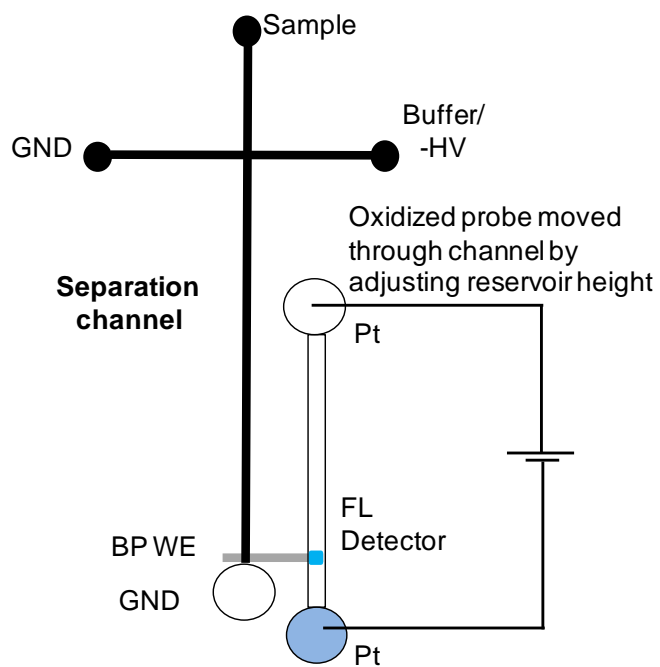 Sample
GND
Buffer/
-HV
Oxidized probe moved
through channel by
adjusting reservoir height
Separation
channel
Pt
FL
Detector
BP WE
GND
Pt